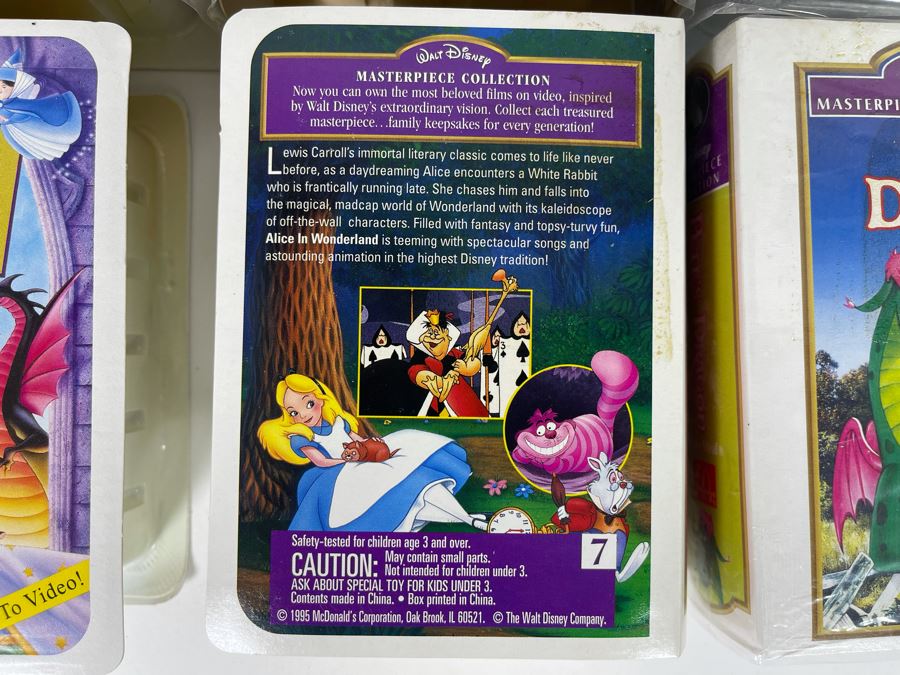 To Video!
WALT DISNEY
MASTERPIECE COLLECTION
Now you can own the most beloved films on video, inspired
by Walt Disney's extraordinary vision. Collect each treasured
masterpiece...family keepsakes for every generation!
Lewis Carroll's immortal literary classic comes to life like never
before, as a daydreaming Alice encounters a White Rabbit
who is frantically running late. She chases him and falls into
the magical, madcap world of Wonderland with its kaleidoscope
of off-the-wall characters. Filled with fantasy and topsy-turvy fun,
Alice In Wonderland is teeming with spectacular songs and
astounding animation in the highest Disney tradition!
Safety-tested for children age 3 and over.
CAUTION: May contain small parts.
Not intended for children under 3.
ASK ABOUT SPECIAL TOY FOR KIDS UNDER 3.
Contents made in China. • Box printed in China.
© 1995 McDonald's Corporation, Oak Brook, IL 60521. © The Walt Disney Company.
7
MASTERPI
D